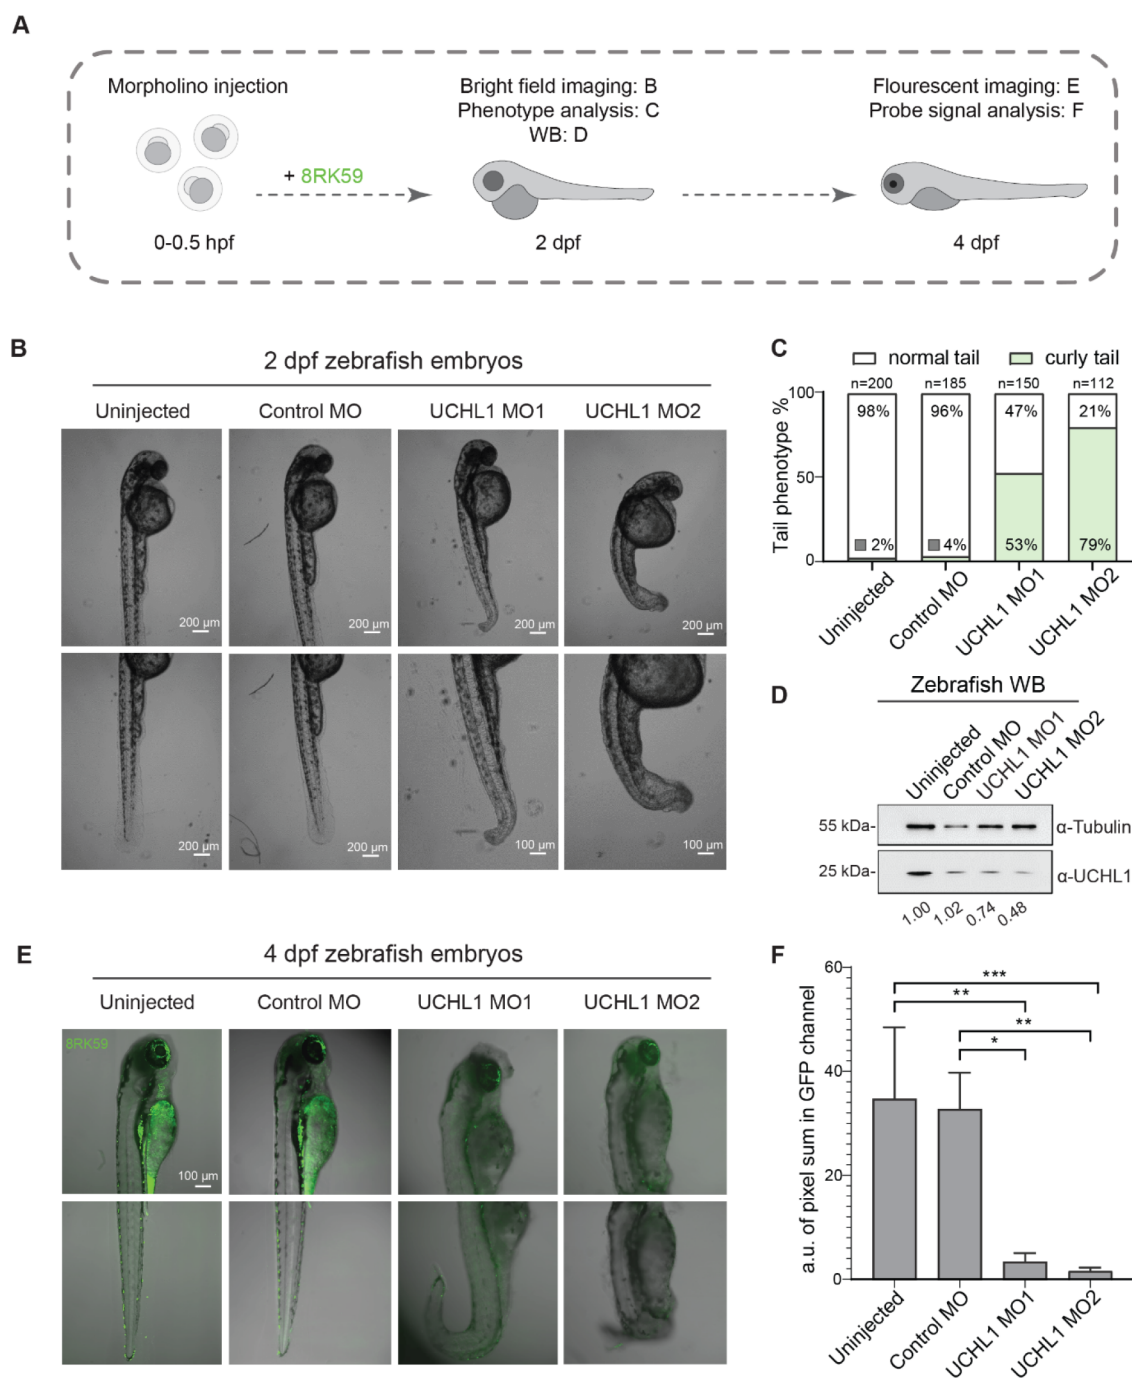 A
Morpholino injection
Bright field imaging: B
Phenotype analysis: C
WB: D
Flourescent imaging: E
Probe signal analysis: F
+ 8RK59
0-0.5 hpf
2 dpf
4 dpf
B
2 dpf zebrafish embryos
Uninjected
Control MO
UCHL1 MO1
UCHL1 MO2
200 µm
200 µm
200 µm
200 µm
200 µm
200 µm
100 µm
100 µm
C
normal tail
curly tail
n=200
n=185
n=150
n=112
Tail phenotype %
100
50
0
98%
96%
47%
21%
2%
4%
53%
79%
Uninjected
Control MO
UCHL1 MO1
UCHL1 MO2
D
Zebrafish WB
Uninjected
Control MO
UCHL1 MO1
UCHL1 MO2
55 kDa-
α-Tubulin
25 kDa-
α-UCHL1
1.00
1.02
0.74
0.48
E
4 dpf zebrafish embryos
Uninjected
Control MO
UCHL1 MO1
UCHL1 MO2
8RK59
100 µm
F
a.u. of pixel sum in GFP channel
60
40
20
0
***
**
**
*
Uninjected
Control MO
UCHL1 MO1
UCHL1 MO2